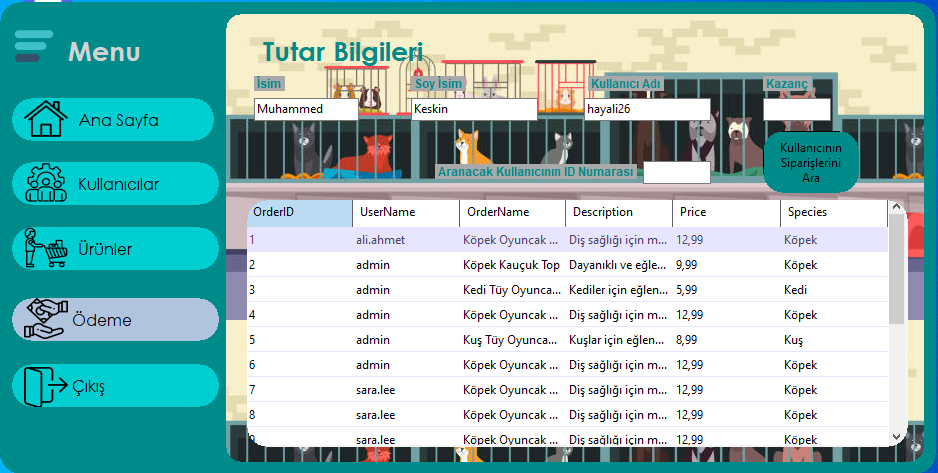 Menu
Ana Sayfa
Kullanıcılar
Ürünler
Ödeme
Çıkış
Tutar Bilgileri
İsim Soy İsim Kullanıcı Adı Kazanç
Muhammed Keskin hayali26
Aranacak Kullanıcının ID Numarası
Kullanıcının
Siparişlerini
Ara
OrderID UserName OrderName Description Price Species
1 ali.ahmet Köpek Oyuncak ... Diş sağlığı için m... 12,99 Köpek
2 admin Köpek Kauçuk Top Dayanıklı ve eğle... 9,99 Köpek
3 admin Kedi Tüy Oyunca... Kediler için eğlen... 5,99 Kedi
4 admin Köpek Oyuncak ... Diş sağlığı için m... 12,99 Köpek
5 admin Kuş Tüy Oyunca... Kuşlar için eğlen... 8,99 Kuş
6 admin Köpek Oyuncak ... Diş sağlığı için m... 12,99 Köpek
7 sara.lee Köpek Oyuncak ... Diş sağlığı için m... 12,99 Köpek
8 sara.lee Köpek Oyuncak ... Diş sağlığı için m... 12,99 Köpek
9 sara.lee Köpek Oyuncak ... Diş sağlığı için m... 12,99 Köpek